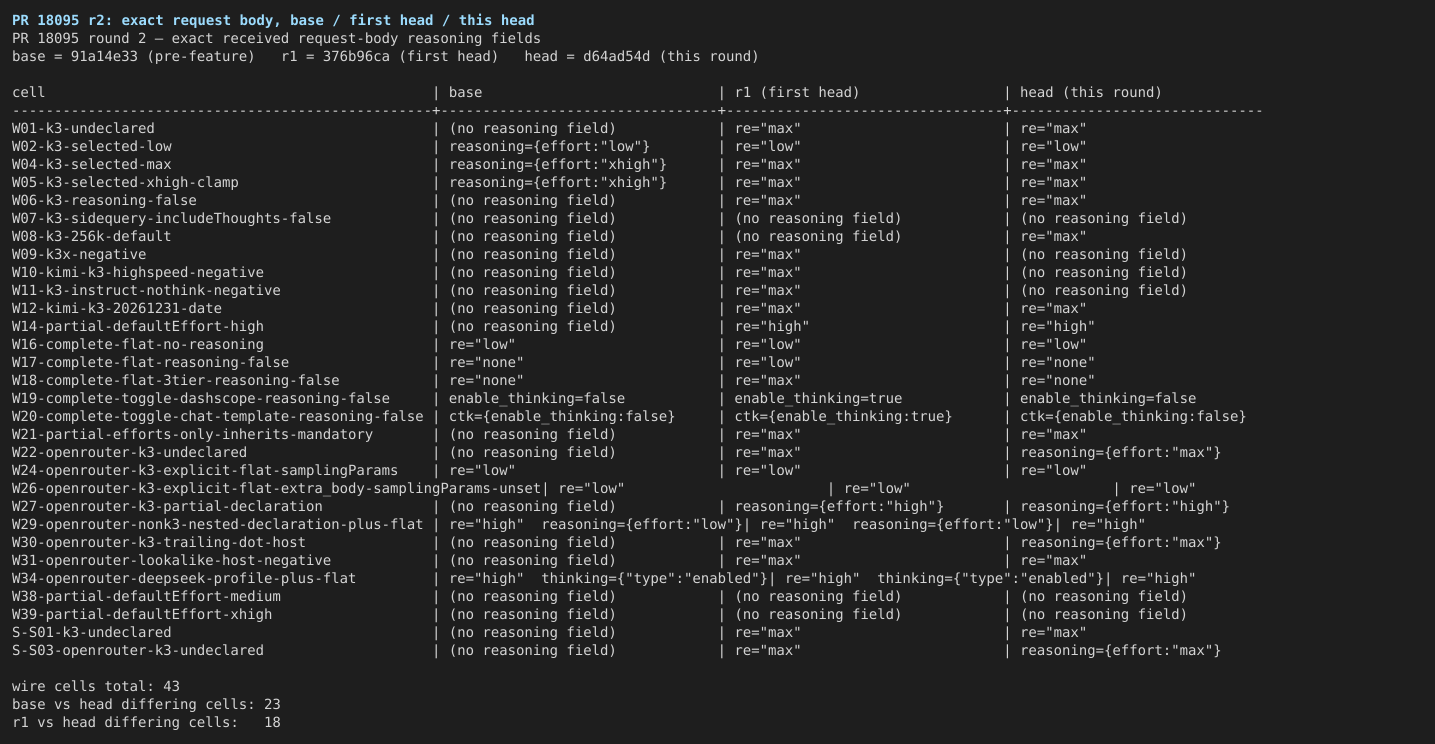 PR 18095 r2: exact request body, base / first head / this head
PR 18095 round 2 — exact received request-body reasoning fields
base = 91a14e33 (pre-feature)   r1 = 376b96ca (first head)   head = d64ad54d (this round)
cell                                              | base                            | r1 (first head)                 | head (this round)
--------------------------------------------------+---------------------------------+---------------------------------+------------------------------
W01-k3-undeclared                                 | (no reasoning field)            | re="max"                        | re="max"
W02-k3-selected-low                               | reasoning={effort:"low"}        | re="low"                        | re="low"
W04-k3-selected-max                               | reasoning={effort:"xhigh"}      | re="max"                        | re="max"
W05-k3-selected-xhigh-clamp                       | reasoning={effort:"xhigh"}      | re="max"                        | re="max"
W06-k3-reasoning-false                            | (no reasoning field)            | re="max"                        | re="max"
W07-k3-sidequery-includeThoughts-false            | (no reasoning field)            | (no reasoning field)            | (no reasoning field)
W08-k3-256k-default                               | (no reasoning field)            | (no reasoning field)            | re="max"
W09-k3x-negative                                  | (no reasoning field)            | re="max"                        | (no reasoning field)
W10-kimi-k3-highspeed-negative                    | (no reasoning field)            | re="max"                        | (no reasoning field)
W11-k3-instruct-nothink-negative                  | (no reasoning field)            | re="max"                        | (no reasoning field)
W12-kimi-k3-20261231-date                         | (no reasoning field)            | re="max"                        | re="max"
W14-partial-defaultEffort-high                    | (no reasoning field)            | re="high"                       | re="high"
W16-complete-flat-no-reasoning                    | re="low"                        | re="low"                        | re="low"
W17-complete-flat-reasoning-false                 | re="none"                       | re="low"                        | re="none"
W18-complete-flat-3tier-reasoning-false           | re="none"                       | re="max"                        | re="none"
W19-complete-toggle-dashscope-reasoning-false     | enable_thinking=false           | enable_thinking=true            | enable_thinking=false
W20-complete-toggle-chat-template-reasoning-false | ctk={enable_thinking:false}     | ctk={enable_thinking:true}      | ctk={enable_thinking:false}
W21-partial-efforts-only-inherits-mandatory       | (no reasoning field)            | re="max"                        | re="max"
W22-openrouter-k3-undeclared                      | (no reasoning field)            | re="max"                        | reasoning={effort:"max"}
W24-openrouter-k3-explicit-flat-samplingParams    | re="low"                        | re="low"                        | re="low"
W26-openrouter-k3-explicit-flat-extra_body-samplingParams-unset| re="low"                        | re="low"                        | re="low"
W27-openrouter-k3-partial-declaration             | (no reasoning field)            | reasoning={effort:"high"}       | reasoning={effort:"high"}
W29-openrouter-nonk3-nested-declaration-plus-flat | re="high"  reasoning={effort:"low"}| re="high"  reasoning={effort:"low"}| re="high"
W30-openrouter-k3-trailing-dot-host               | (no reasoning field)            | re="max"                        | reasoning={effort:"max"}
W31-openrouter-lookalike-host-negative            | (no reasoning field)            | re="max"                        | re="max"
W34-openrouter-deepseek-profile-plus-flat         | re="high"  thinking={"type":"enabled"}| re="high"  thinking={"type":"enabled"}| re="high"
W38-partial-defaultEffort-medium                  | (no reasoning field)            | (no reasoning field)            | (no reasoning field)
W39-partial-defaultEffort-xhigh                   | (no reasoning field)            | (no reasoning field)            | (no reasoning field)
S-S01-k3-undeclared                               | (no reasoning field)            | re="max"                        | re="max"
S-S03-openrouter-k3-undeclared                    | (no reasoning field)            | re="max"                        | reasoning={effort:"max"}
wire cells total: 43
base vs head differing cells: 23
r1 vs head differing cells:   18